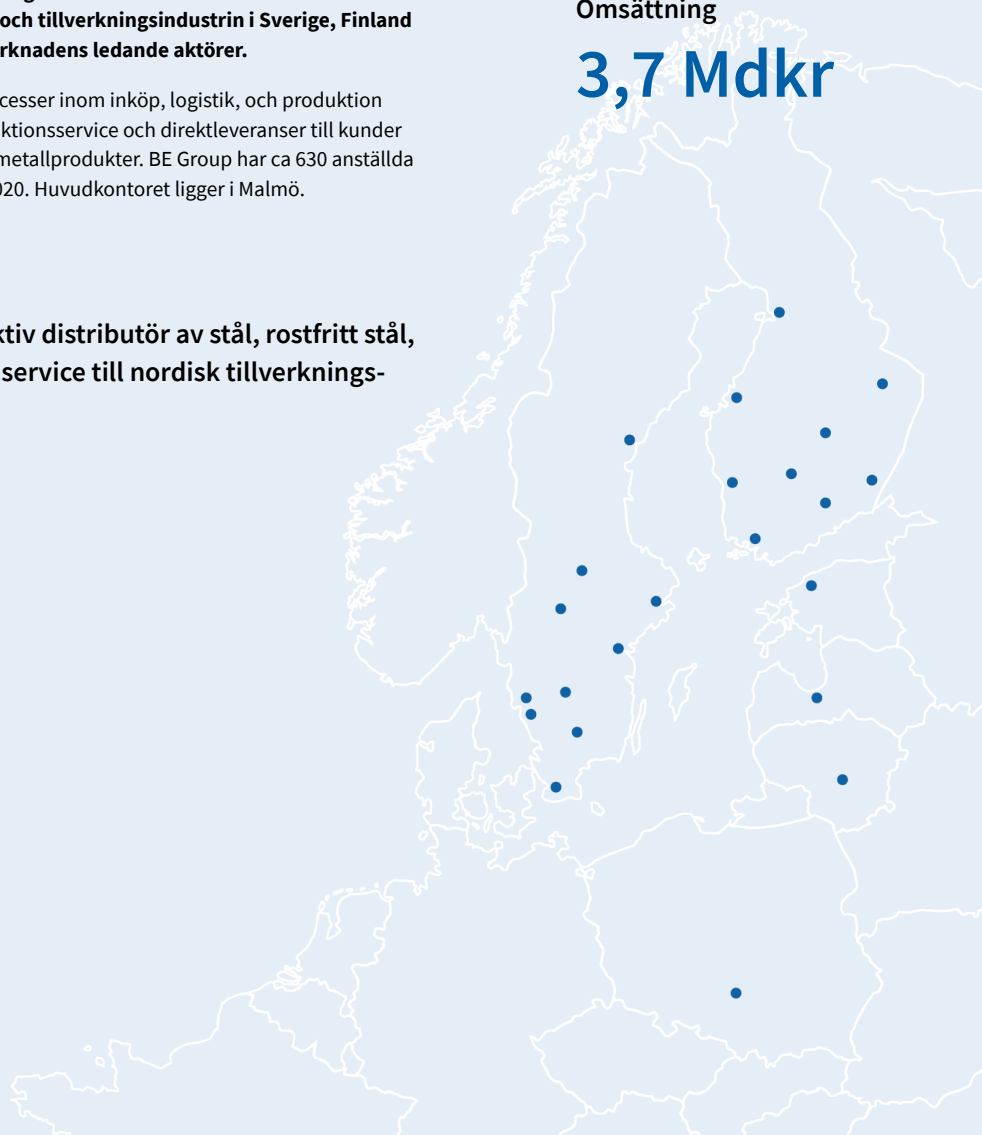 och tillverkningsindustrin i Sverige, Finland
rknadens ledande aktörer.
cesser inom inköp, logistik, och produktion
ktionsservice och direktleveranser till kunder
metallprodukter. BE Group har ca 630 anställda
020. Huvudkontoret ligger i Malmö.
ktiv distributör av stål, rostfritt stål,
service till nordisk tillverknings-
Omsättning
3,7 Mdkr